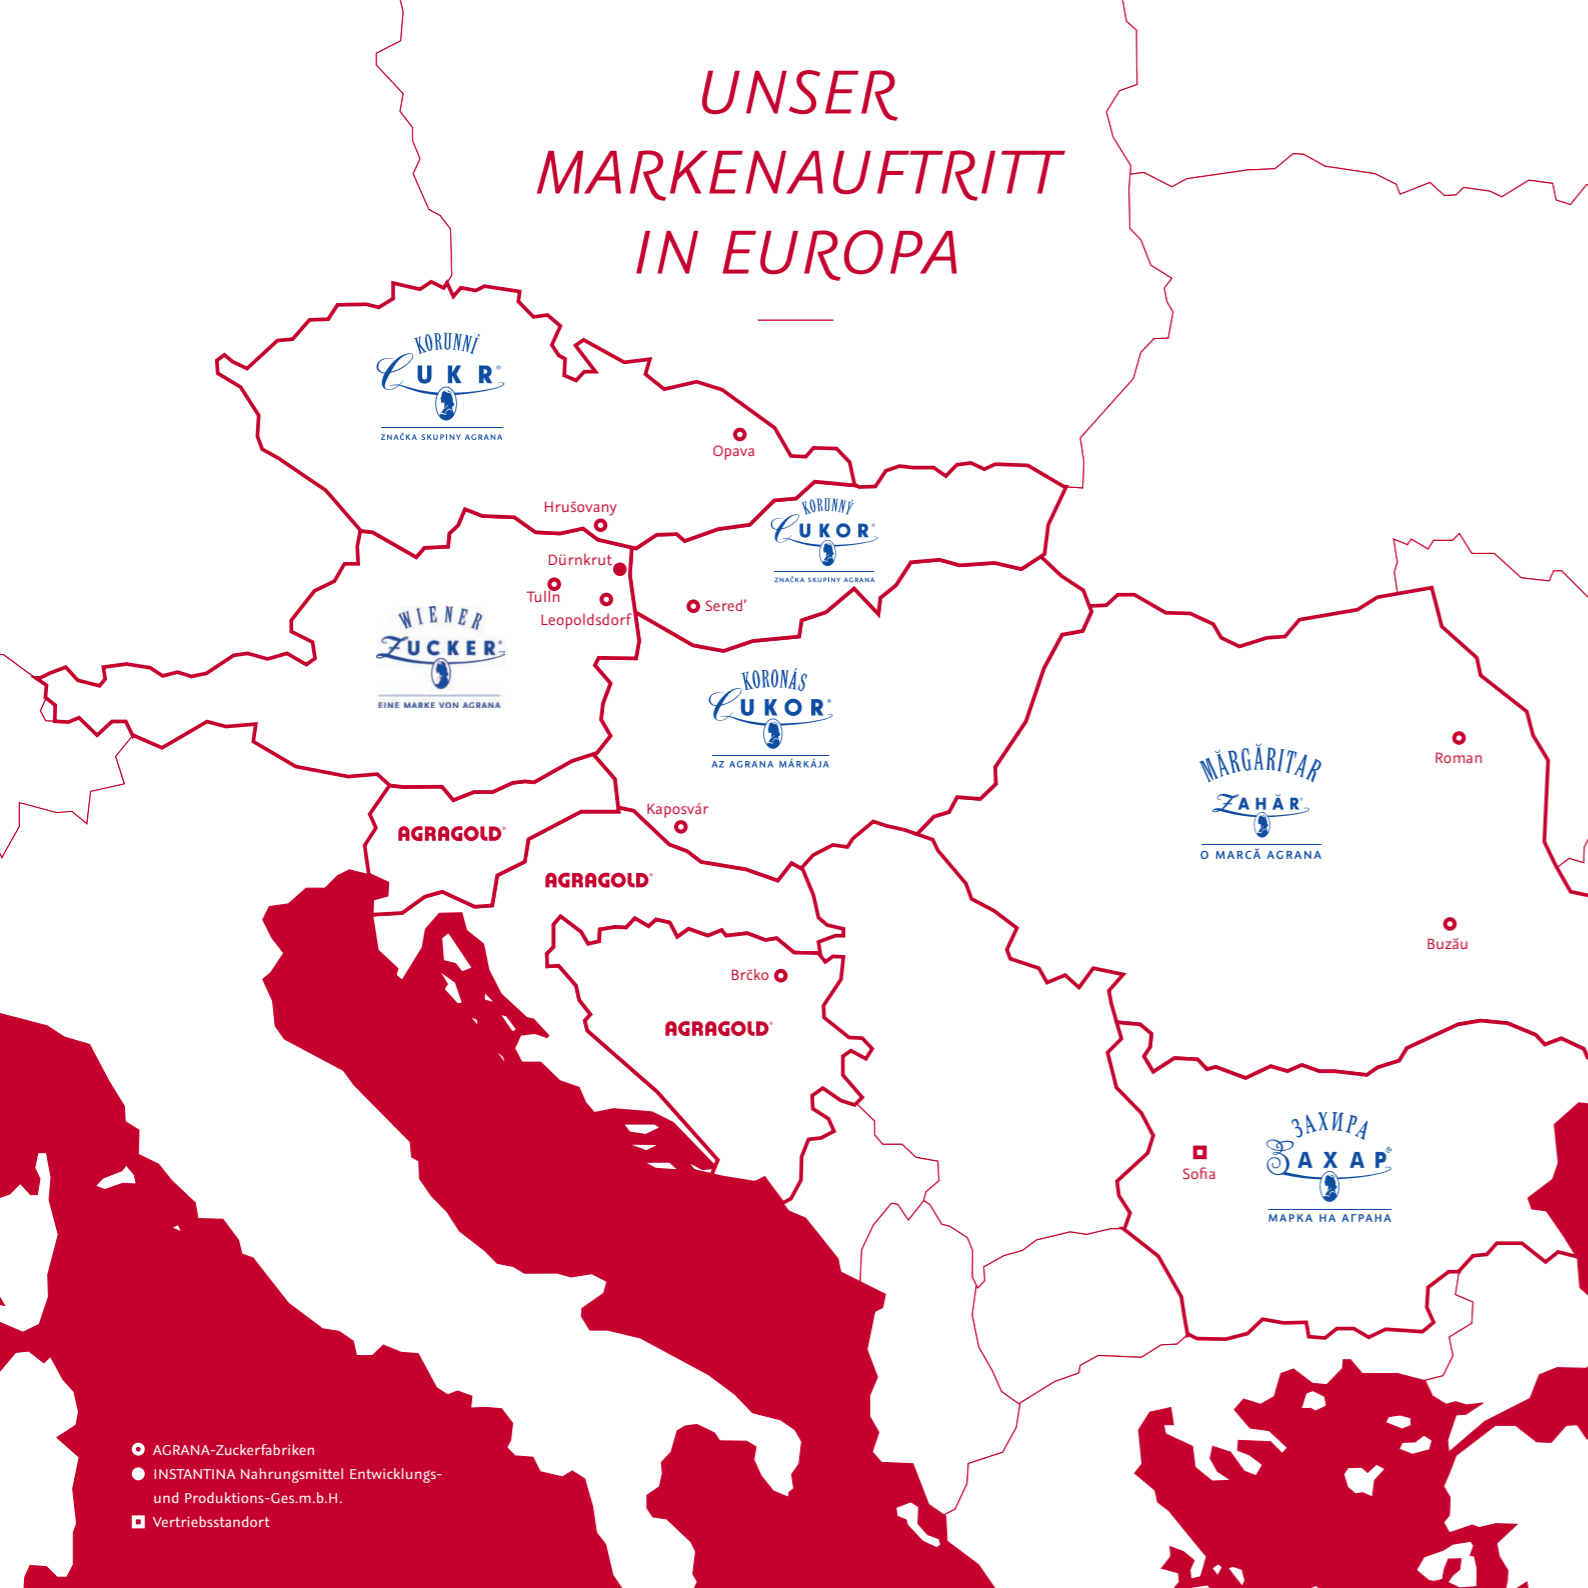 UNSER
MARKENAUFTRITT
IN EUROPA
KORUNNÍ
CUKR®
ZNAČKA SKUPINY AGRANA
Opava
Hrušovany
KORUNNÝ
CUKOR®
ZNAČKA SKUPINY AGRANA
Dürnkrut
Tulln
Leopoldsdorf
Sereď
WIENER
ZUCKER®
EINE MARKE VON AGRANA
KORONÁS
CUKOR®
AZ AGRANA MÁRKÁJA
MĂRGĂRITAR
ZAHĂR®
O MARCĂ AGRANA
Roman
Kaposvár
AGRAGOLD®
AGRAGOLD®
Buzău
Brčko
AGRAGOLD®
Sofia
ЗАХИРА
ЗАХАР®
МАРКА НА АГРАНА
AGRANA-Zuckerfabriken
INSTANTINA Nahrungsmittel Entwicklungs-
und Produktions-Ges.m.b.H.
Vertriebsstandort